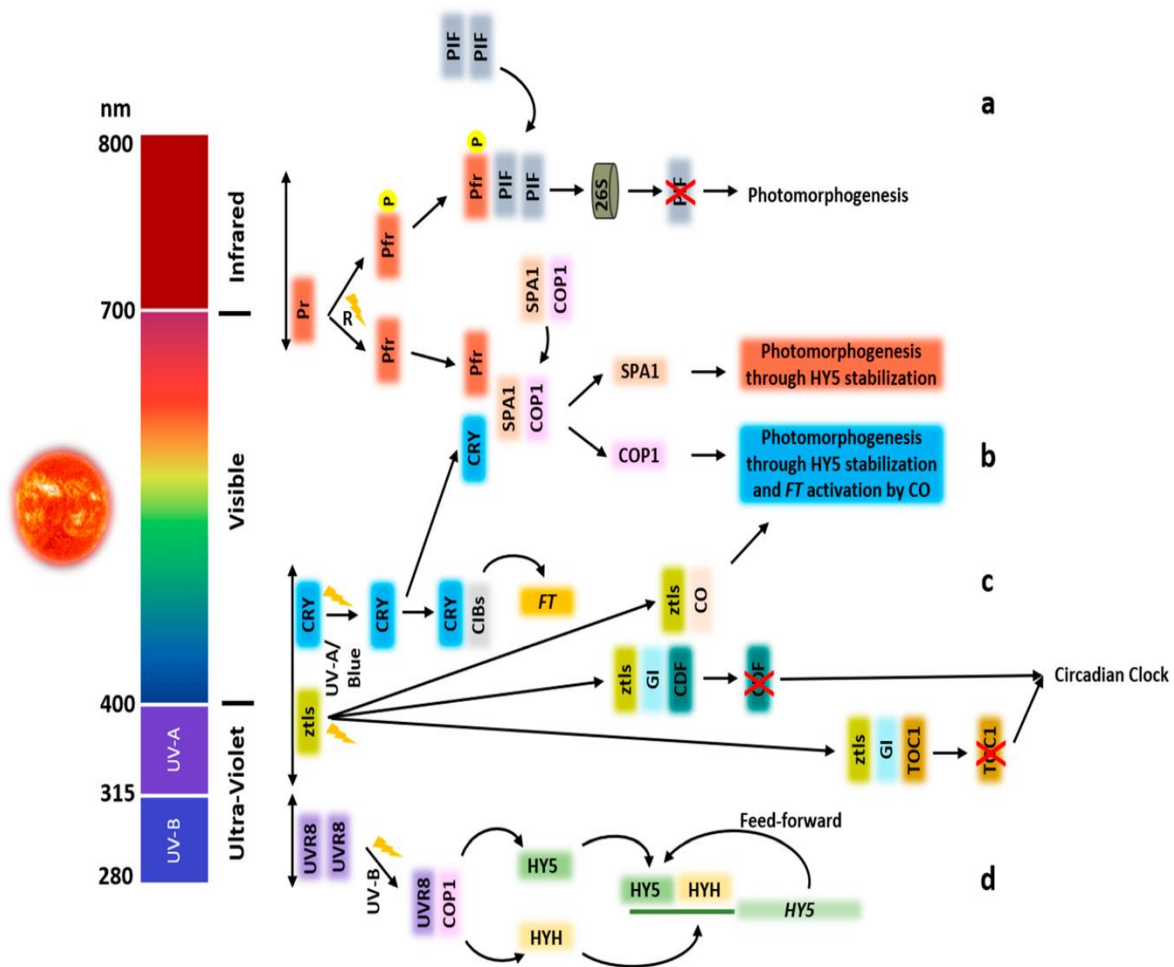 nm
800
700
400
315
280
Infrared
Visible
Ultra-Violet
UV-A
UV-B
a
PIF
PIF
P
P
Pfr
Pfr
PIF
PIF
26S
PIF
Photomorphogenesis
Pr
R
Pfr
Pfr
SPA1
COP1
SPA1
COP1
CRY
SPA1
COP1
Photomorphogenesis
through HY5 stabilization
Photomorphogenesis
through HY5 stabilization
and FT activation by CO
b
CRY
UV-A/
Blue
CRY
CRY
CIBs
FT
ztls
CO
c
ztls
ztls
GI
CDF
CDF
Circadian Clock
ztls
GI
TOC1
TOC1
UVR8
UVR8
UV-B
UVR8
COP1
HY5
HYH
HY5
HYH
HY5
Feed-forward
d